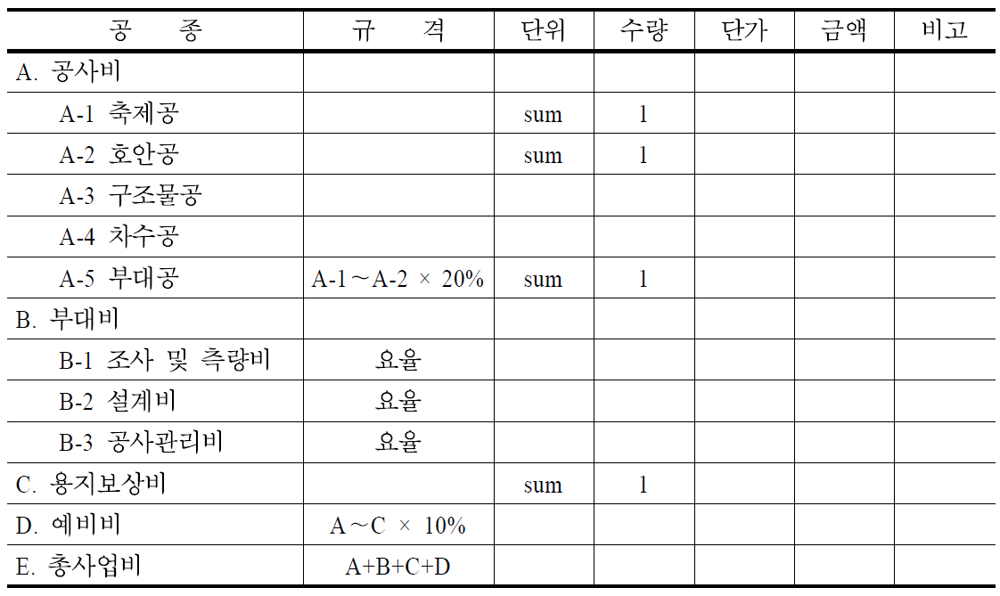 공 종 규 격 단위 수량 단가 금액 비고
A. 공사비
A-1 축제공 sum 1
A-2 호안공 sum 1
A-3 구조물공
A-4 차수공
A-5 부대공 A-1～A-2 × 20% sum 1
B. 부대비
B-1 조사 및 측량비 요율
B-2 설계비 요율
B-3 공사관리비 요율
C. 용지보상비 sum 1
D. 예비비 A～C × 10%
E. 총사업비 A+B+C+D